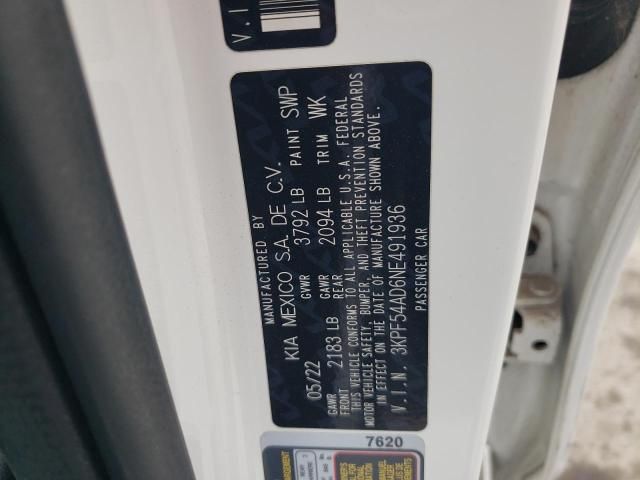 V.I
MANUFACTURED BY
KIA MEXICO S.A. DE C.V.
05/22 GVWR 3792 LB PAINT SWP
GAWR FRONT 2183 LB GAWR REAR 2094 LB TRIM WK
THIS VEHICLE CONFORMS TO ALL APPLICABLE U.S.A. FEDERAL
MOTOR VEHICLE SAFETY, BUMPER, AND THEFT PREVENTION STANDARDS
IN EFFECT ON THE DATE OF MANUFACTURE SHOWN ABOVE.
V.I.N. 3KPF54AD6NE491936
PASSENGER CAR
7620